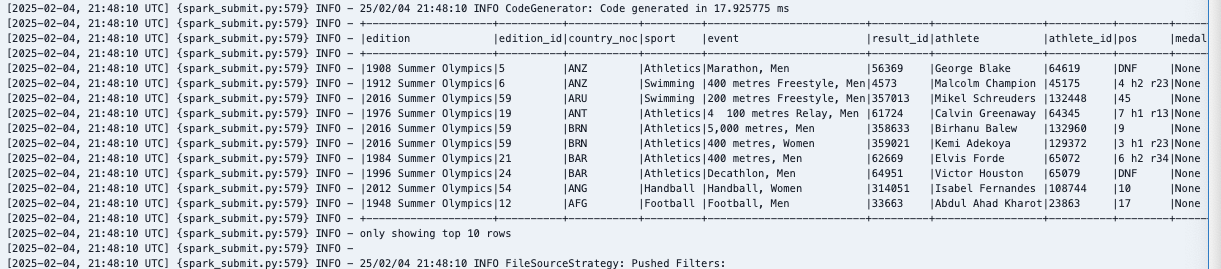 [2025-02-04, 21:48:10 UTC] {spark_submit.py:579} INFO - 25/02/04 21:48:10 INFO CodeGenerator: Code generated in 17.925775 ms
[2025-02-04, 21:48:10 UTC] {spark_submit.py:579} INFO - +--------------------+----------+-----------+---------+-------------------------+---------+-----------------+----------+--------+-----
[2025-02-04, 21:48:10 UTC] {spark_submit.py:579} INFO - |edition |edition_id|country_noc|sport |event |result_id|athlete |athlete_id|pos |medal
[2025-02-04, 21:48:10 UTC] {spark_submit.py:579} INFO - +--------------------+----------+-----------+---------+-------------------------+---------+-----------------+----------+--------+-----
[2025-02-04, 21:48:10 UTC] {spark_submit.py:579} INFO - |1908 Summer Olympics|5 |ANZ |Athletics|Marathon, Men |56369 |George Blake |64619 |DNF |None
[2025-02-04, 21:48:10 UTC] {spark_submit.py:579} INFO - |1912 Summer Olympics|6 |ANZ |Swimming |400 metres Freestyle, Men|4573 |Malcolm Champion |45175 |4 h2 r23|None
[2025-02-04, 21:48:10 UTC] {spark_submit.py:579} INFO - |2016 Summer Olympics|59 |ARU |Swimming |200 metres Freestyle, Men|357013 |Mikel Schreuders |132448 |45 |None
[2025-02-04, 21:48:10 UTC] {spark_submit.py:579} INFO - |1976 Summer Olympics|19 |ANT |Athletics|4  100 metres Relay, Men |61724 |Calvin Greenaway |64345 |7 h1 r13|None
[2025-02-04, 21:48:10 UTC] {spark_submit.py:579} INFO - |2016 Summer Olympics|59 |BRN |Athletics|5,000 metres, Men |358633 |Birhanu Balew |132960 |9 |None
[2025-02-04, 21:48:10 UTC] {spark_submit.py:579} INFO - |2016 Summer Olympics|59 |BRN |Athletics|400 metres, Women |359021 |Kemi Adekoya |129372 |3 h1 r23|None
[2025-02-04, 21:48:10 UTC] {spark_submit.py:579} INFO - |1984 Summer Olympics|21 |BAR |Athletics|400 metres, Men |62669 |Elvis Forde |65072 |6 h2 r34|None
[2025-02-04, 21:48:10 UTC] {spark_submit.py:579} INFO - |1996 Summer Olympics|24 |BAR |Athletics|Decathlon, Men |64951 |Victor Houston |65079 |DNF |None
[2025-02-04, 21:48:10 UTC] {spark_submit.py:579} INFO - |2012 Summer Olympics|54 |ANG |Handball |Handball, Women |314051 |Isabel Fernandes |108744 |10 |None
[2025-02-04, 21:48:10 UTC] {spark_submit.py:579} INFO - |1948 Summer Olympics|12 |AFG |Football |Football, Men |33663 |Abdul Ahad Kharot|23863 |17 |None
[2025-02-04, 21:48:10 UTC] {spark_submit.py:579} INFO - +--------------------+----------+-----------+---------+-------------------------+---------+-----------------+----------+--------+-----
[2025-02-04, 21:48:10 UTC] {spark_submit.py:579} INFO - only showing top 10 rows
[2025-02-04, 21:48:10 UTC] {spark_submit.py:579} INFO -
[2025-02-04, 21:48:10 UTC] {spark_submit.py:579} INFO - 25/02/04 21:48:10 INFO FileSourceStrategy: Pushed Filters: